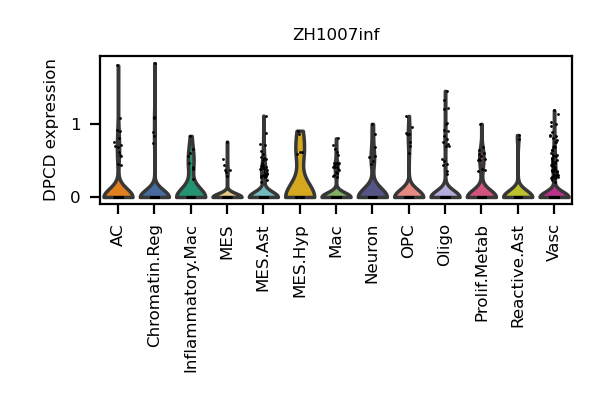 ZH1007inf
DPCD expression
1
0
AC
Chromatin.Reg
Inflammatory.Mac
MES
MES.Ast
MES.Hyp
Mac
Neuron
OPC
Oligo
Prolif.Metab
Reactive.Ast
Vasc